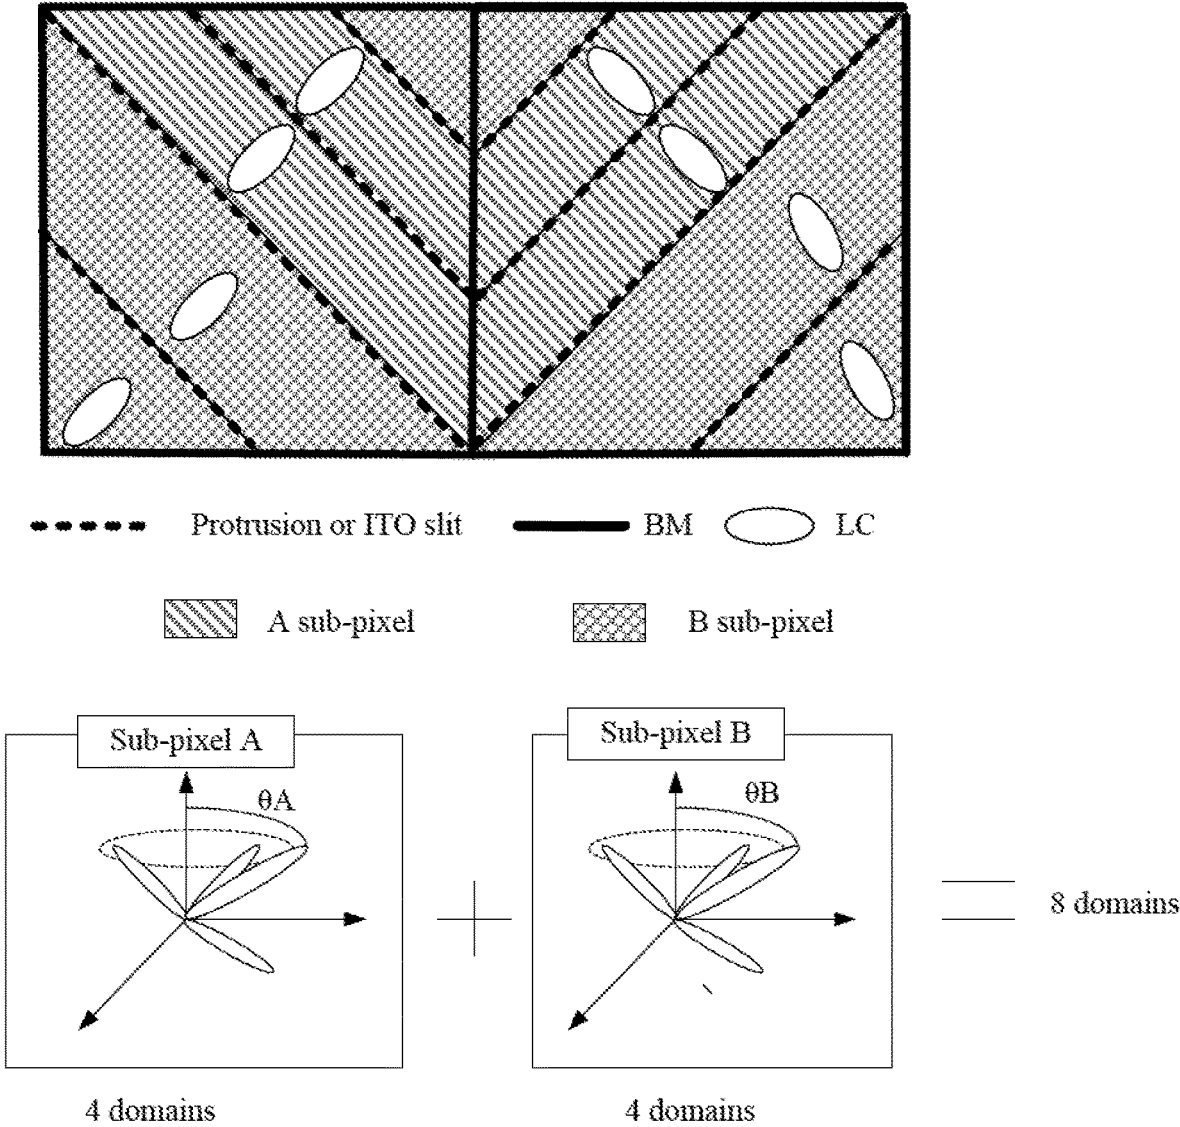 Protrusion or ITO slit BM LC
A sub-pixel B sub-pixel
Sub-pixel A Sub-pixel B
θA θB
8 domains
4 domains 4 domains